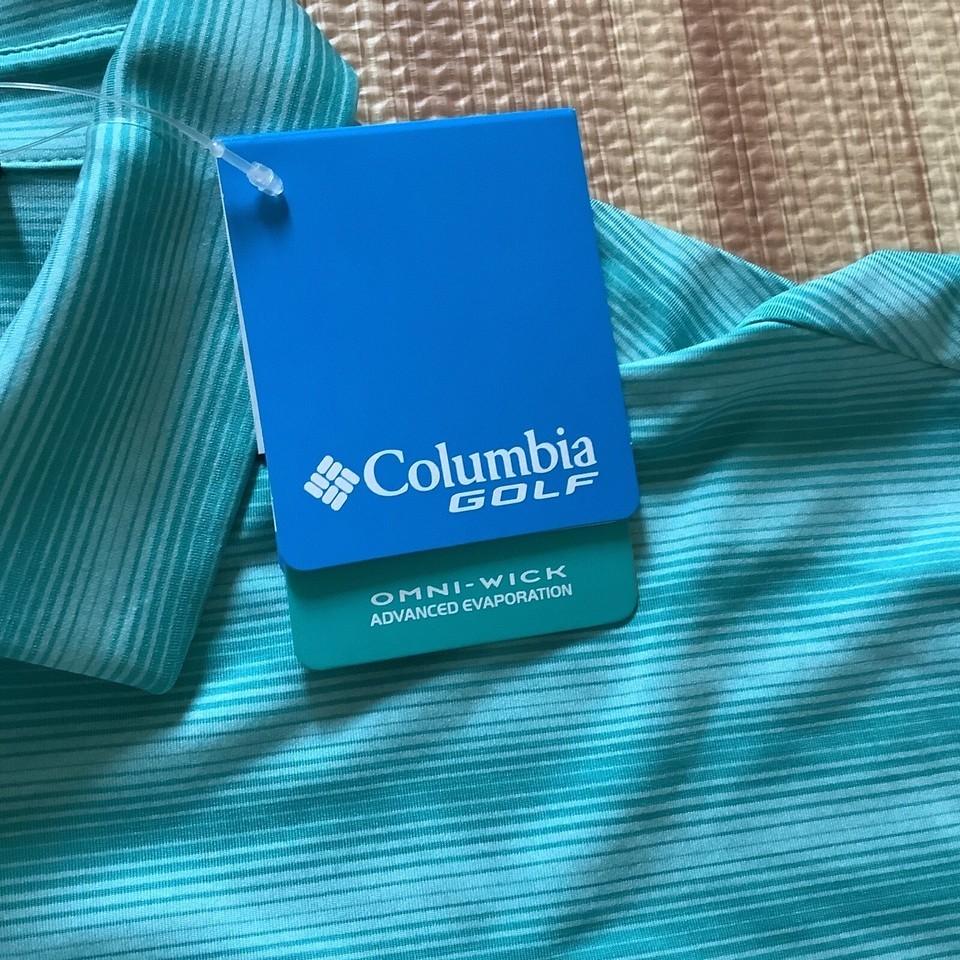 Columbia
GOLF
OMNI-WICK
ADVANCED EVAPORATION